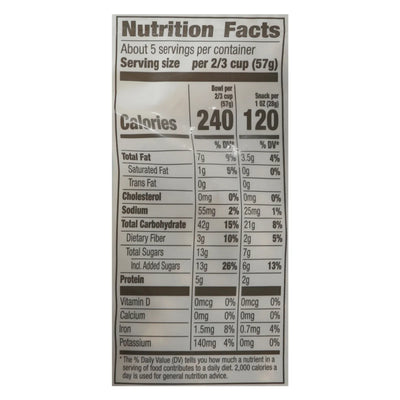 Nutrition Facts
About 5 servings per container
Serving size per 2/3 cup (57g)
Bowl per 2/3 cup (57g) Snack per 1 OZ (28g)
Calories 240 120
% DV* % DV*
Total Fat 7g 9% 3.5g 4%
Saturated Fat 1g 5% 0g 0%
Trans Fat 0g 0g
Cholesterol 0mg 0% 0mg 0%
Sodium 55mg 2% 25mg 1%
Total Carbohydrate 42g 15% 21g 8%
Dietary Fiber 3g 10% 2g 5%
Total Sugars 13g 7g
Incl. Added Sugars 13g 26% 6g 13%
Protein 5g 2g
Vitamin D 0mcg 0% 0mcg 0%
Calcium 0mg 0% 0mg 0%
Iron 1.5mg 8% 0.7mg 4%
Potassium 140mg 4% 0mg 0%
*The % Daily Value (DV) tells you how much a nutrient in a
serving of food contributes to a daily diet. 2,000 calories a
day is used for general nutrition advice.